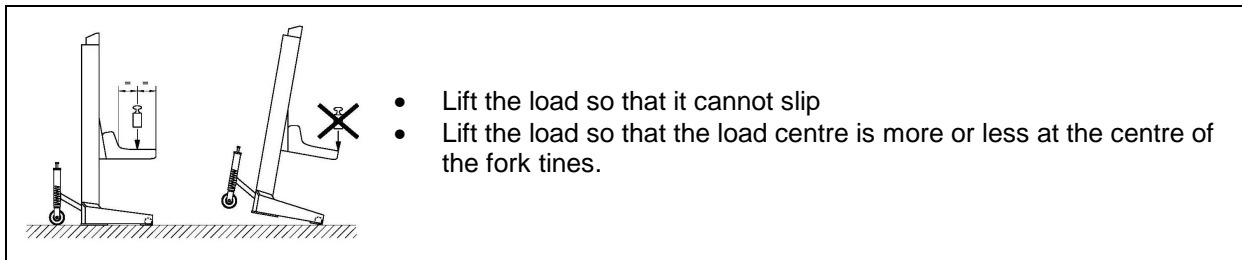 = =
• Lift the load so that it cannot slip
• Lift the load so that the load centre is more or less at the centre of
the fork tines.